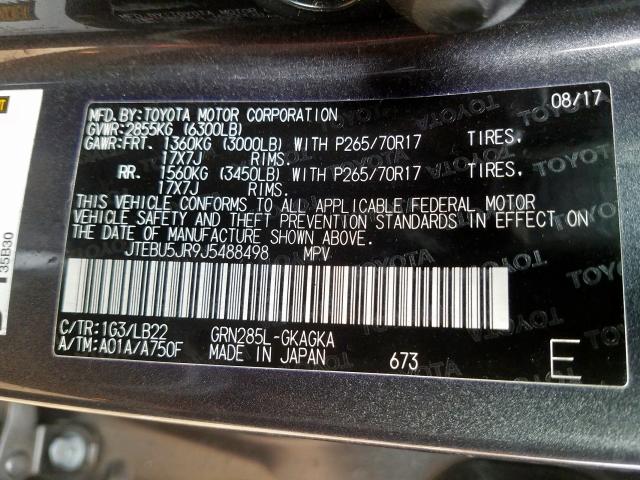 MFD.BY:TOYOTA MOTOR CORPORATION 08/17
GVWR:2855KG (6300LB)
GAWR:FRT. 1360KG (3000LB) WITH P265/70R17 TIRES,
17X7J RIMS.
RR. 1560KG (3450LB) WITH P265/70R17 TIRES,
17X7J RIMS.
THIS VEHICLE CONFORMS TO ALL APPLICABLE FEDERAL MOTOR
VEHICLE SAFETY AND THEFT PREVENTION STANDARDS IN EFFECT ON
THE DATE OF MANUFACTURE SHOWN ABOVE.
JTEBU5JR9J5488498 MPV
C/TR:1G3/LB22 GRN285L-GKAGKA
A/TM:A01A/A750F MADE IN JAPAN 673 E
35B30